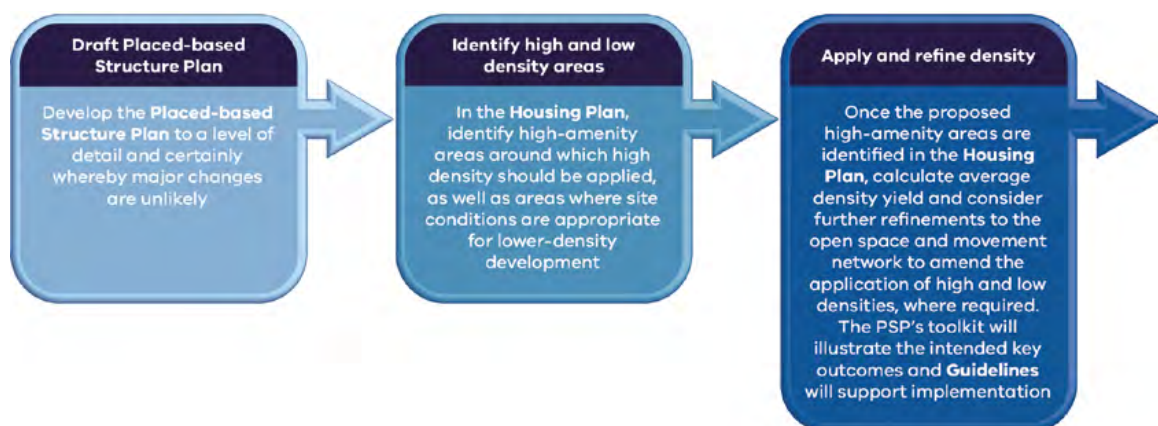 Draft Placed-based
Structure Plan
Develop the Placed-based
Structure Plan to a level of
detail and certainly
whereby major changes
are unlikely
Identify high and low
density areas
In the Housing Plan,
identify high-amenity
areas around which high
density should be applied,
as well as areas where site
conditions are appropriate
for lower-density
development
Apply and refine density
Once the proposed
high-amenity areas are
identified in the Housing
Plan, calculate average
density yield and consider
further refinements to the
open space and movement
network to amend the
application of high and low
densities, where required.
The PSP's toolkit will
illustrate the intended key
outcomes and Guidelines
will support implementation